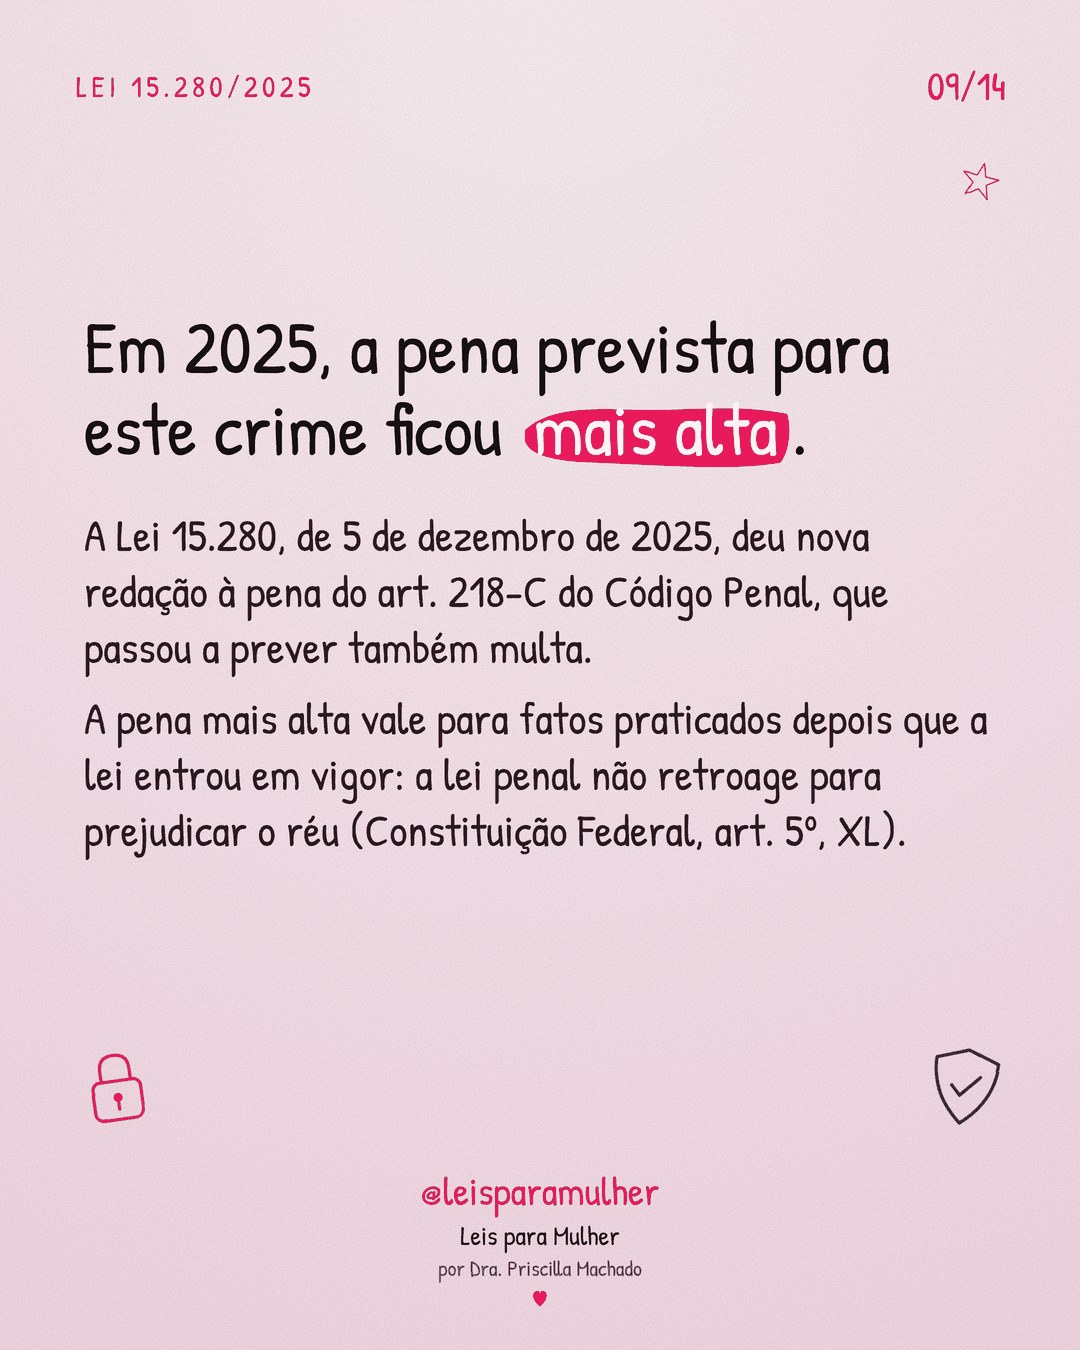 LEI 15.280/2025
09/14
Em 2025, a pena prevista para
este crime ficou mais alta.
A Lei 15.280, de 5 de dezembro de 2025, deu nova
redação à pena do art. 218-C do Código Penal, que
passou a prever também multa.
A pena mais alta vale para fatos praticados depois que a
lei entrou em vigor: a lei penal não retroage para
prejudicar o réu (Constituição Federal, art. 5º, XL).
@leisparamulher
Leis para Mulher
por Dra. Priscilla Machado